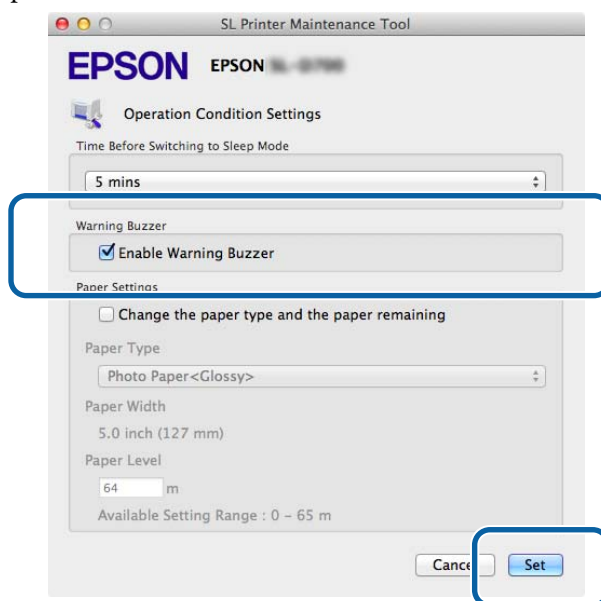 SL Printer Maintenance Tool
EPSON EPSON
Operation Condition Settings
Time Before Switching to Sleep Mode
5 mins
Warning Buzzer
Enable Warning Buzzer
Paper Settings
Change the paper type and the paper remaining
Paper Type
Photo Paper<Glossy>
Paper Width
5.0 inch (127 mm)
Paper Level
64 m
Available Setting Range : 0 – 65 m
Cancel Set